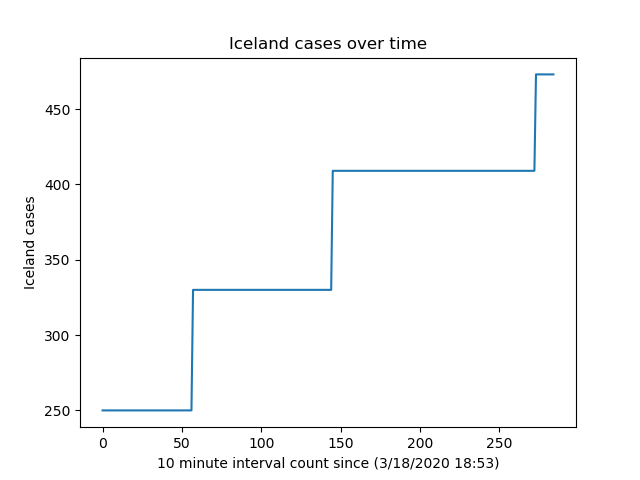 Iceland cases over time
450
400
350
300
250
Iceland cases
0 50 100 150 200 250
10 minute interval count since (3/18/2020 18:53)